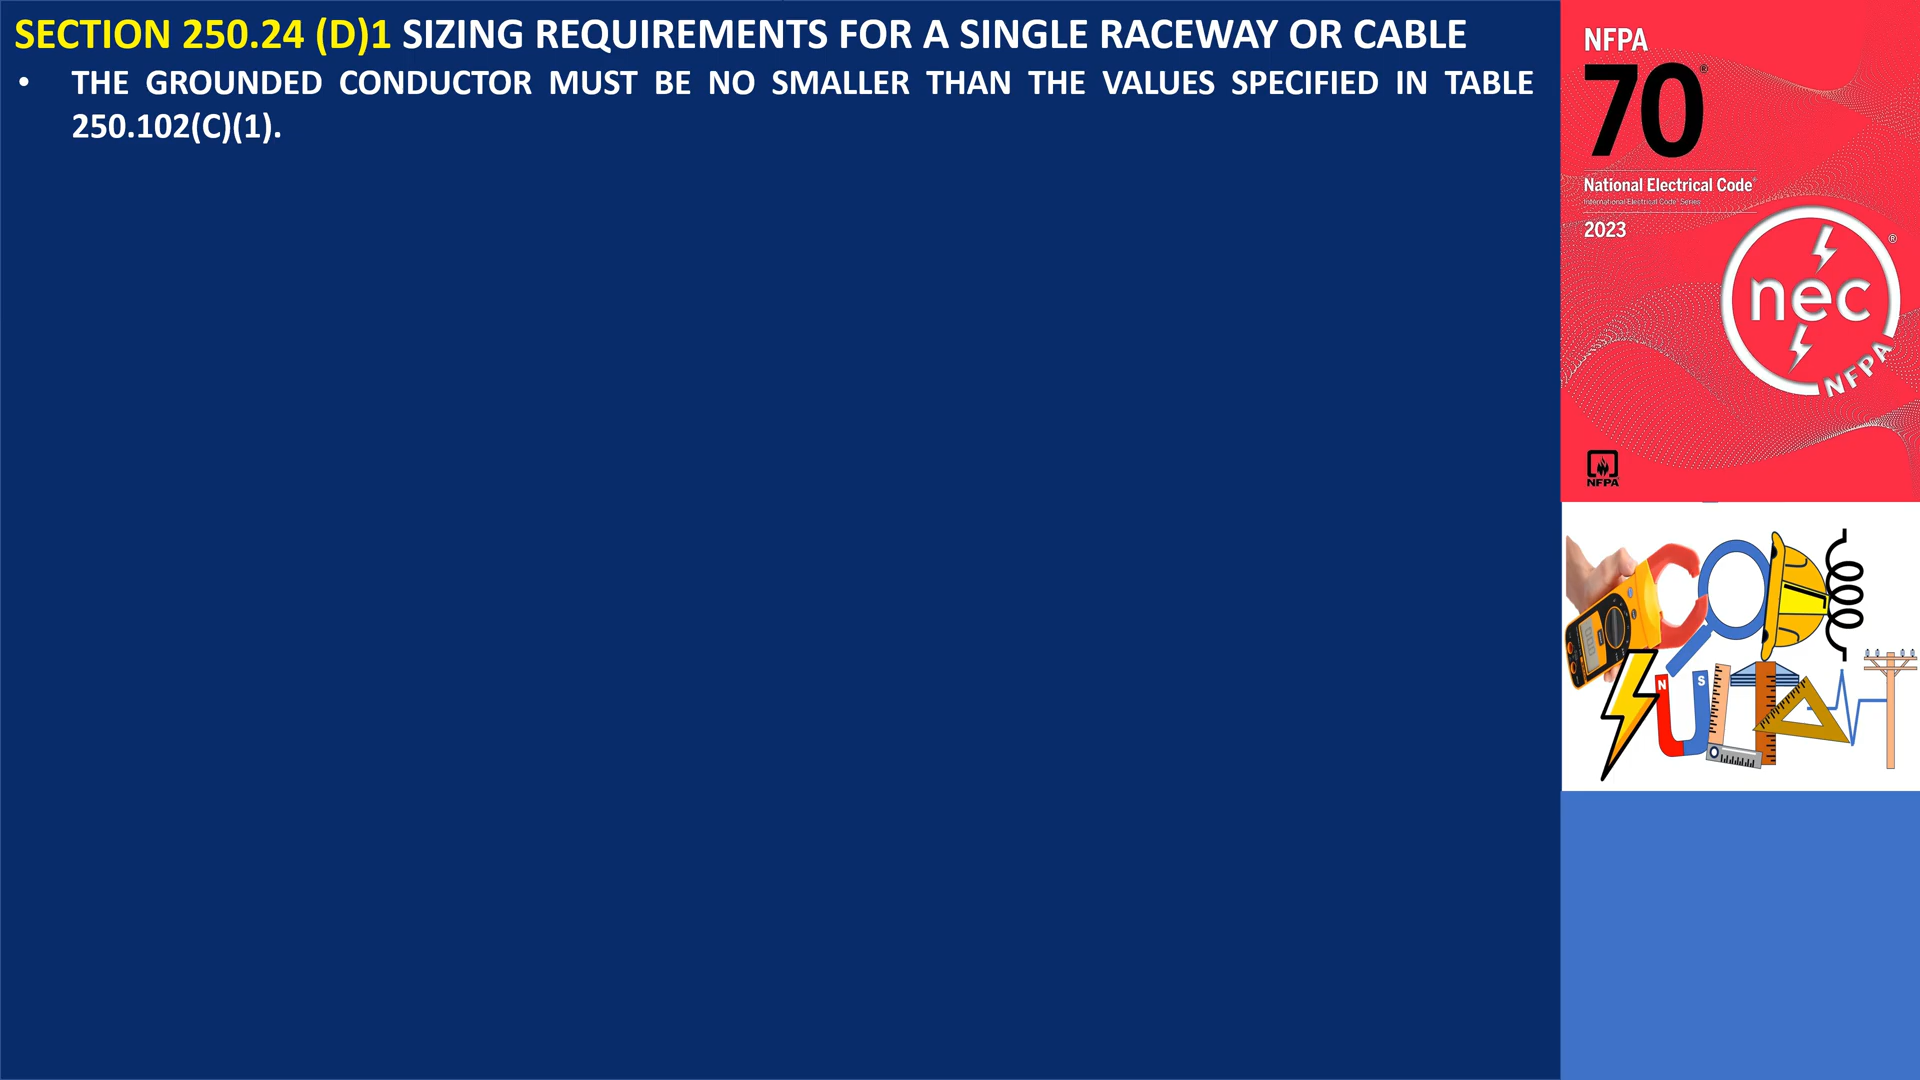 SECTION 250.24 (D)1 SIZING REQUIREMENTS FOR A SINGLE RACEWAY OR CABLE
• THE GROUNDED CONDUCTOR MUST BE NO SMALLER THAN THE VALUES SPECIFIED IN TABLE
250.102(C)(1).
NFPA
70®
National Electrical Code®
International Electrical Code® Series
2023
nec
®
NFPA
NFPA
N S